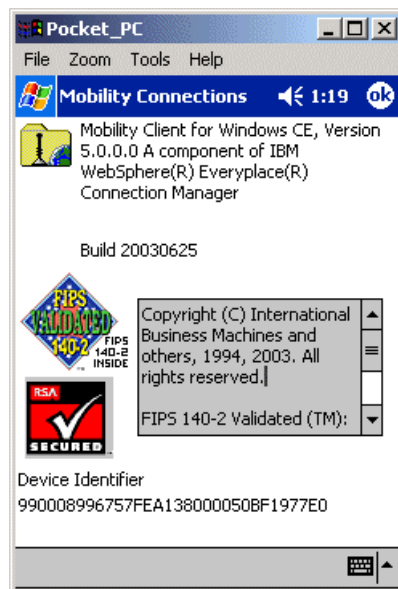 Pocket_PC
File Zoom Tools Help
Mobility Connections 1:19 ok
Mobility Client for Windows CE, Version
5.0.0.0 A component of IBM
WebSphere(R) Everyplace(R)
Connection Manager
Build 20030625
FIPS
VALIDATED
140-2
FIPS
140-2
INSIDE
Copyright (C) International
Business Machines and
others, 1994, 2003. All
rights reserved.
FIPS 140-2 Validated (TM):
RSA
SECURED
Device Identifier
990008996757FEA138000050BF1977E0